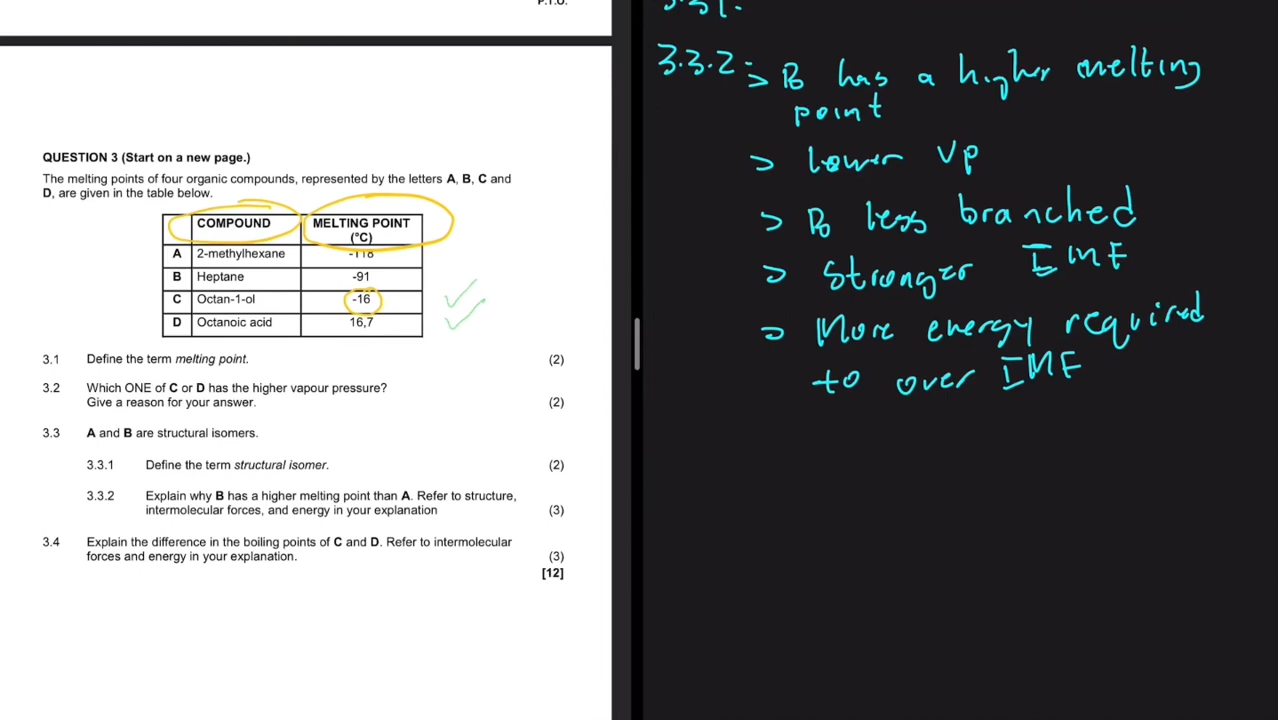 P.T.O.
3.3.1.
QUESTION 3 (Start on a new page.)
The melting points of four organic compounds, represented by the letters A, B, C and
D, are given in the table below.
COMPOUND MELTING POINT
(°C)
A 2-methylhexane -118
B Heptane -91
C Octan-1-ol -16
D Octanoic acid 16,7
3.1 Define the term melting point. (2)
3.2 Which ONE of C or D has the higher vapour pressure?
Give a reason for your answer. (2)
3.3 A and B are structural isomers.
3.3.1 Define the term structural isomer. (2)
3.3.2 Explain why B has a higher melting point than A. Refer to structure,
intermolecular forces, and energy in your explanation (3)
3.4 Explain the difference in the boiling points of C and D. Refer to intermolecular
forces and energy in your explanation. (3)
[12]
3.3.2 => B has a higher melting
point
> lower vp
> B less branched
> Stronger IMF
> More energy required
to over IMF